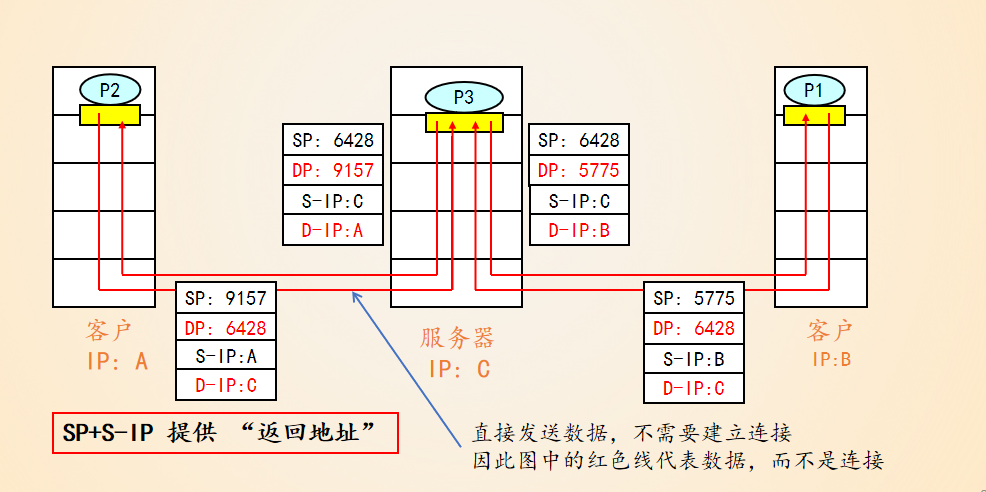 P2
P3
P1
SP: 6428
DP: 9157
S-IP:C
D-IP:A
SP: 6428
DP: 5775
S-IP:C
D-IP:B
SP: 9157
DP: 6428
S-IP:A
D-IP:C
SP: 5775
DP: 6428
S-IP:B
D-IP:C
客户
IP: A
服务器
IP: C
客户
IP:B
SP+S-IP 提供 “返回地址”
直接发送数据，不需要建立连接
因此图中的红色线代表数据，而不是连接